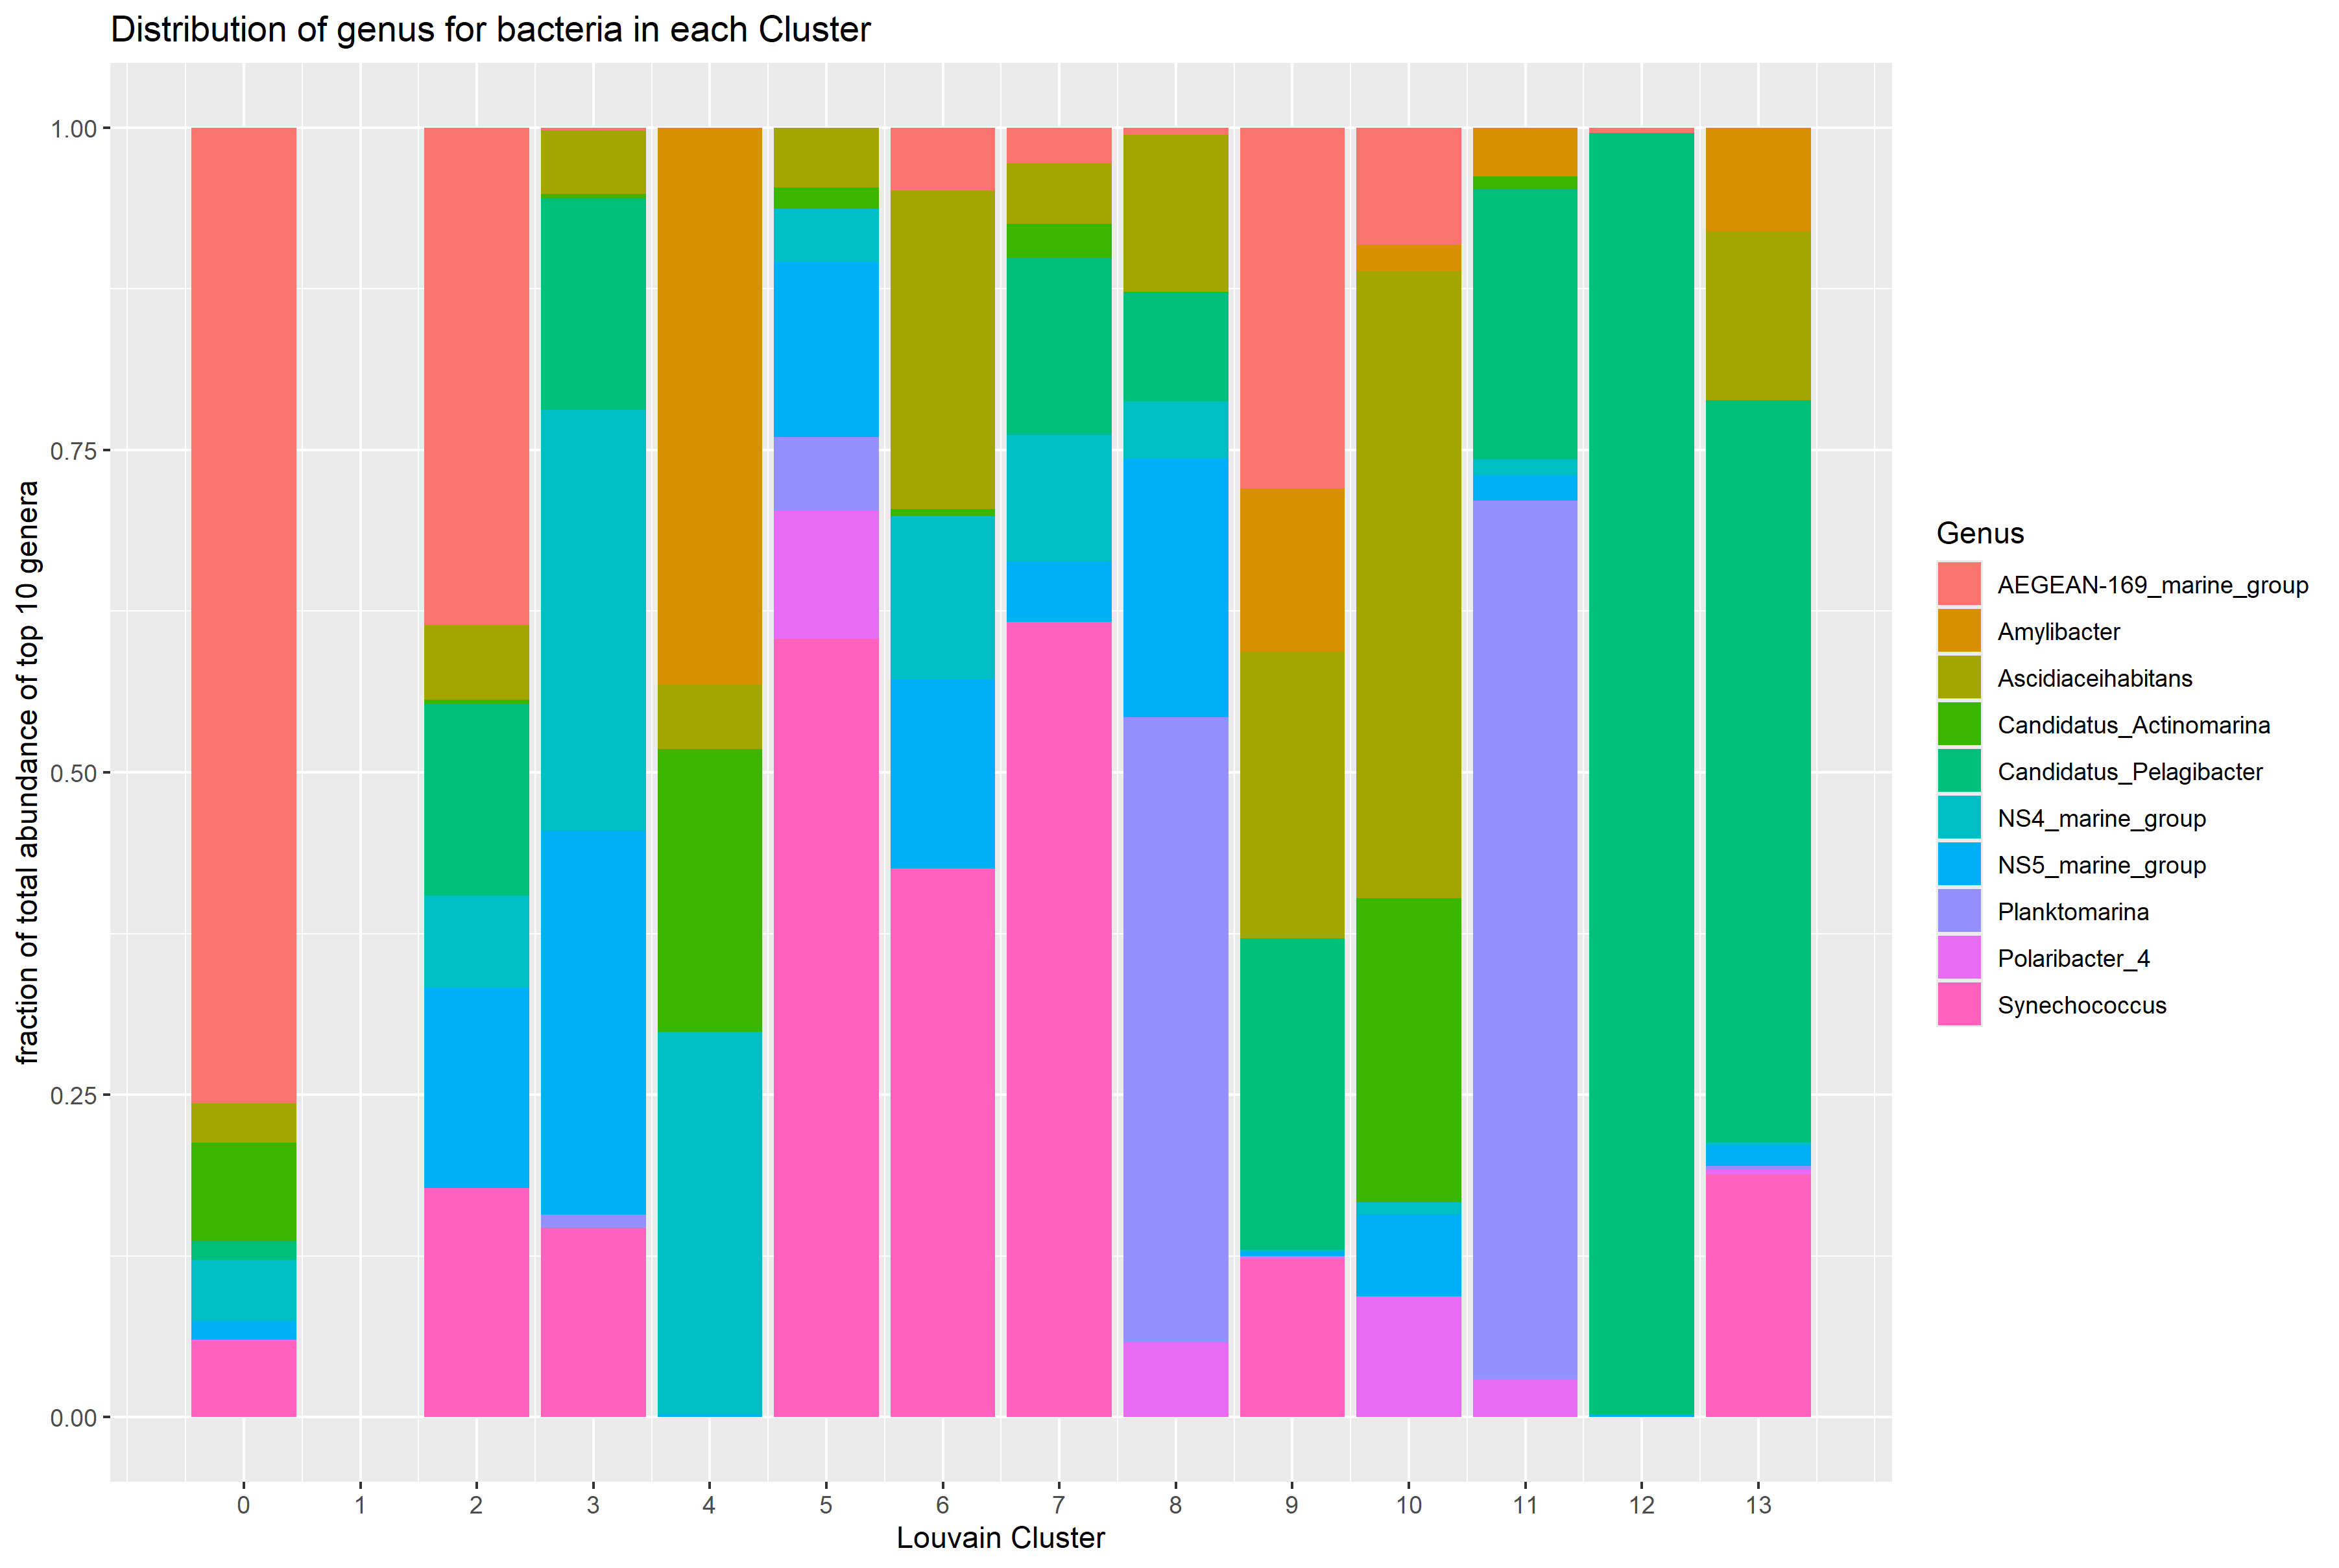 Distribution of genus for bacteria in each Cluster
fraction of total abundance of top 10 genera
1.00
0.75
0.50
0.25
0.00
0 1 2 3 4 5 6 7 8 9 10 11 12 13
Louvain Cluster
Genus
AEGEAN-169_marine_group
Amylibacter
Ascidiaceihabitans
Candidatus_Actinomarina
Candidatus_Pelagibacter
NS4_marine_group
NS5_marine_group
Planktomarina
Polaribacter_4
Synechococcus